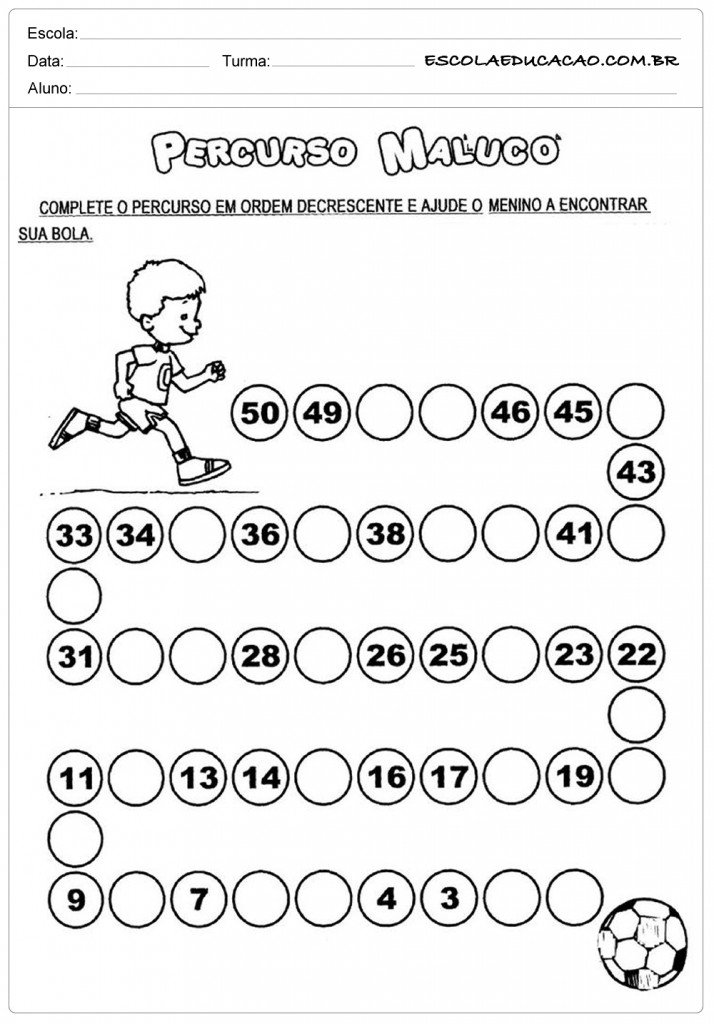 Escola:
Data: Turma: ESCOLAEDUCACAO.COM.BR
Aluno:
PERCURSO MALUCO
COMPLETE O PERCURSO EM ORDEM DECRESCENTE E AJUDE O MENINO A ENCONTRAR
SUA BOLA.
50 49 46 45
43
33 34 36 38 41
31 28 26 25 23 22
11 13 14 16 17 19
9 7 4 3